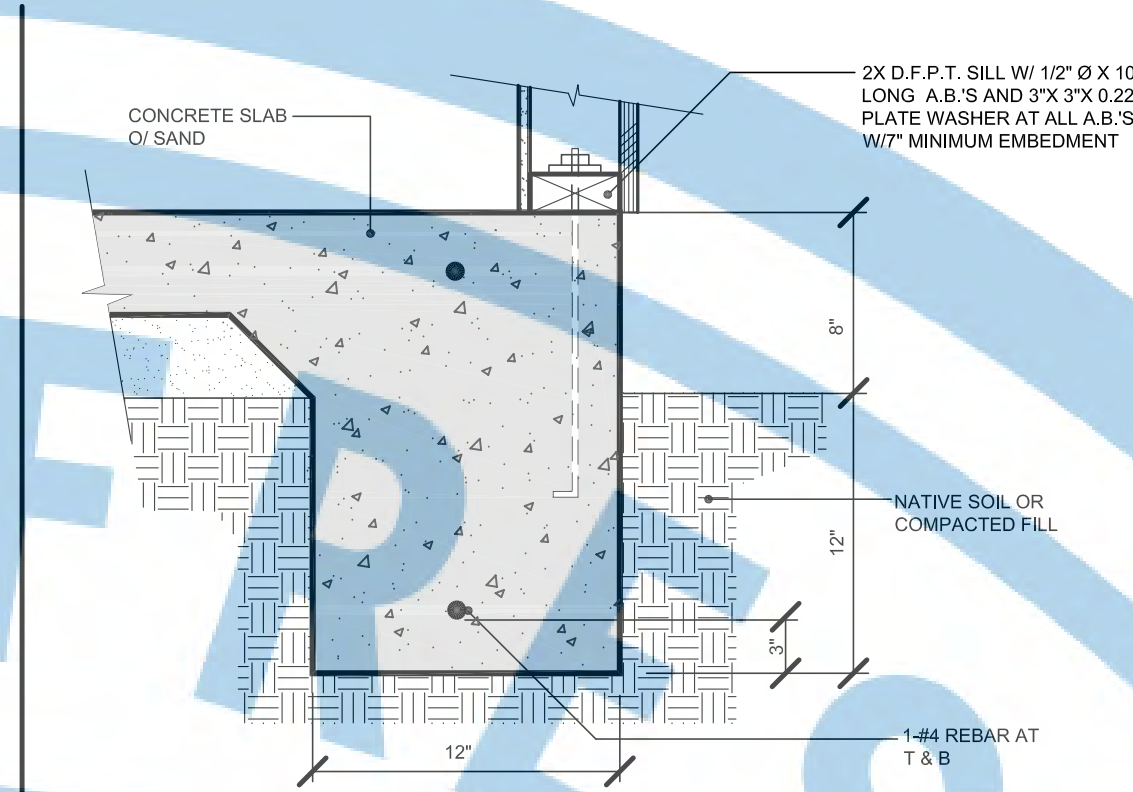 2X D.F.P.T. SILL W/ 1/2" Ø X 10
LONG A.B.'S AND 3"X 3"X 0.22
PLATE WASHER AT ALL A.B.'S
W/7" MINIMUM EMBEDMENT
CONCRETE SLAB
O/ SAND
8"
NATIVE SOIL OR
COMPACTED FILL
12"
3"
1-#4 REBAR AT
T & B
12"